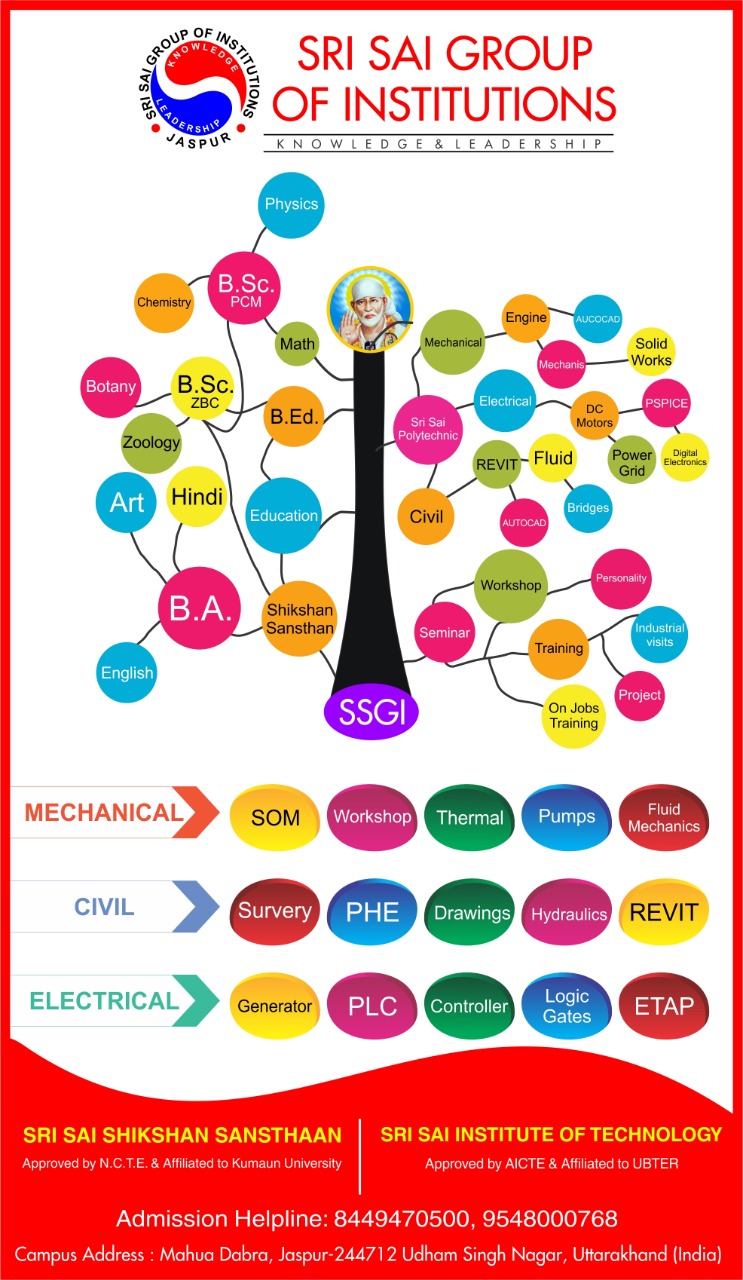 SRI SAI GROUP OF INSTITUTIONS
KNOWLEDGE
LEADERSHIP
JASPUR
SRI SAI GROUP
OF INSTITUTIONS
KNOWLEDGE & LEADERSHIP
Physics
B.Sc.
PCM
Chemistry
Math
Botany
B.Sc.
ZBC
Zoology
B.Ed.
Art
Hindi
Education
B.A.
Shikshan
Sansthan
English
Mechanical
Engine
AUCOCAD
Mechanis
Solid
Works
Sri Sai
Polytechnic
Electrical
DC
Motors
PSPICE
Power
Grid
Digital
Electronics
REVIT
Fluid
Civil
AUTOCAD
Bridges
Workshop
Personality
Seminar
Training
Industrial
visits
Project
On Jobs
Training
SSGI
MECHANICAL
SOM
Workshop
Thermal
Pumps
Fluid
Mechanics
CIVIL
Survery
PHE
Drawings
Hydraulics
REVIT
ELECTRICAL
Generator
PLC
Controller
Logic
Gates
ETAP
SRI SAI SHIKSHAN SANSTHAAN
Approved by N.C.T.E. & Affiliated to Kumaun University
SRI SAI INSTITUTE OF TECHNOLOGY
Approved by AICTE & Affiliated to UBTER
Admission Helpline: 8449470500, 9548000768
Campus Address : Mahua Dabra, Jaspur-244712 Udham Singh Nagar, Uttarakhand (India)